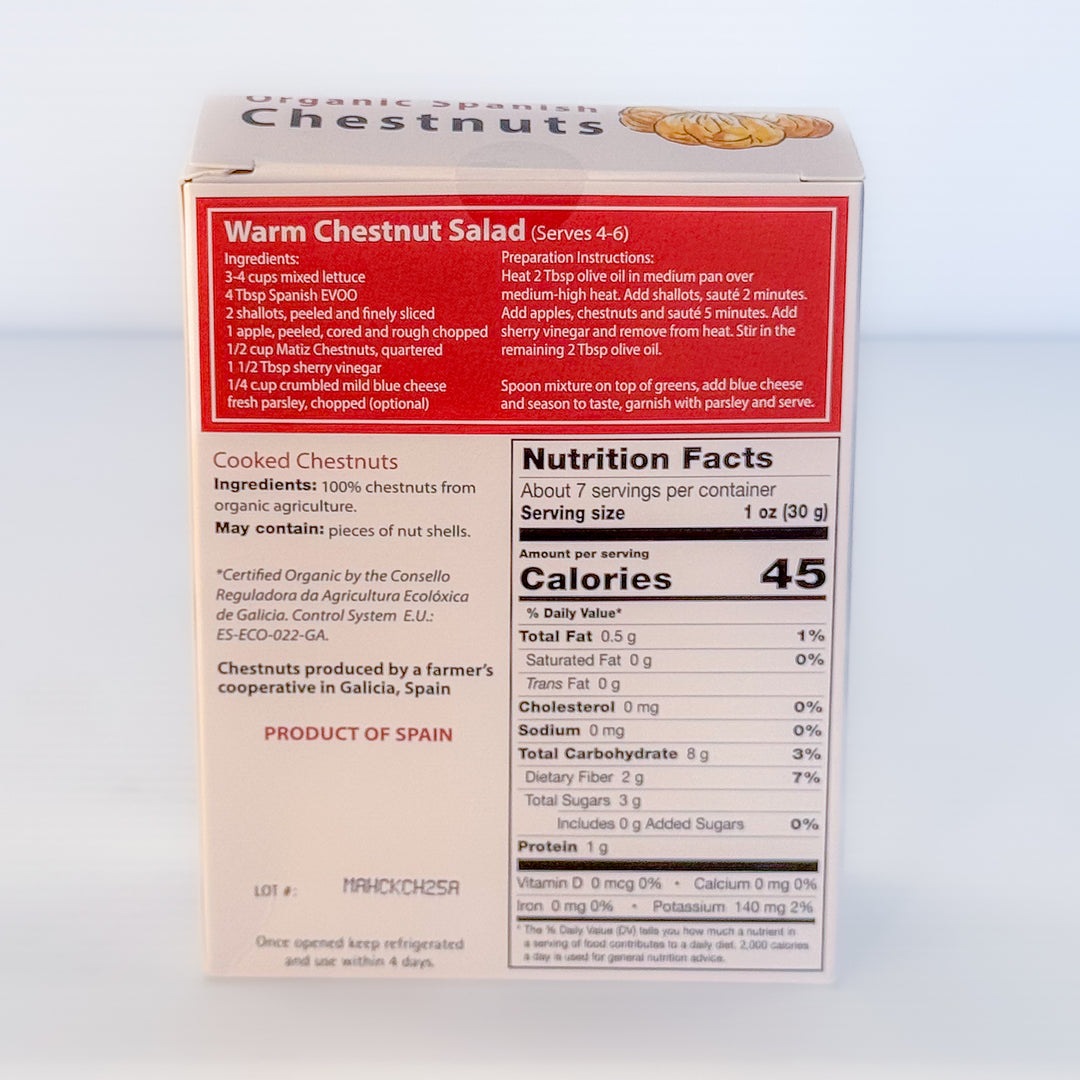 Organic Spanish
Chestnuts
Warm Chestnut Salad (Serves 4-6)
Ingredients:
3-4 cups mixed lettuce
4 Tbsp Spanish EVOO
2 shallots, peeled and finely sliced
1 apple, peeled, cored and rough chopped
1/2 cup Matiz Chestnuts, quartered
1 1/2 Tbsp sherry vinegar
1/4 c.up crumbled mild blue cheese
fresh parsley, chopped (optional)
Preparation Instructions:
Heat 2 Tbsp olive oil in medium pan over
medium-high heat. Add shallots, sauté 2 minutes.
Add apples, chestnuts and sauté 5 minutes. Add
sherry vinegar and remove from heat. Stir in the
remaining 2 Tbsp olive oil.
Spoon mixture on top of greens, add blue cheese
and season to taste, garnish with parsley and serve.
Cooked Chestnuts
Ingredients: 100% chestnuts from
organic agriculture.
May contain: pieces of nut shells.
*Certified Organic by the Consello
Reguladora da Agricultura Ecolóxica
de Galicia. Control System E.U.:
ES-ECO-022-GA.
Chestnuts produced by a farmer's
cooperative in Galicia, Spain
PRODUCT OF SPAIN
LOT #: MAHCKCH25A
Once opened keep refrigerated
and use within 4 days.
Nutrition Facts
About 7 servings per container
Serving size 1 oz (30 g)
Amount per serving
Calories 45
% Daily Value*
Total Fat 0.5 g 1%
Saturated Fat 0 g 0%
Trans Fat 0 g
Cholesterol 0 mg 0%
Sodium 0 mg 0%
Total Carbohydrate 8 g 3%
Dietary Fiber 2 g 7%
Total Sugars 3 g
Includes 0 g Added Sugars 0%
Protein 1 g
Vitamin D 0 mcg 0% • Calcium 0 mg 0%
Iron 0 mg 0% • Potassium 140 mg 2%
* The % Daily Value (DV) tells you how much a nutrient in
a serving of food contributes to a daily diet. 2,000 calories
a day is used for general nutrition advice.